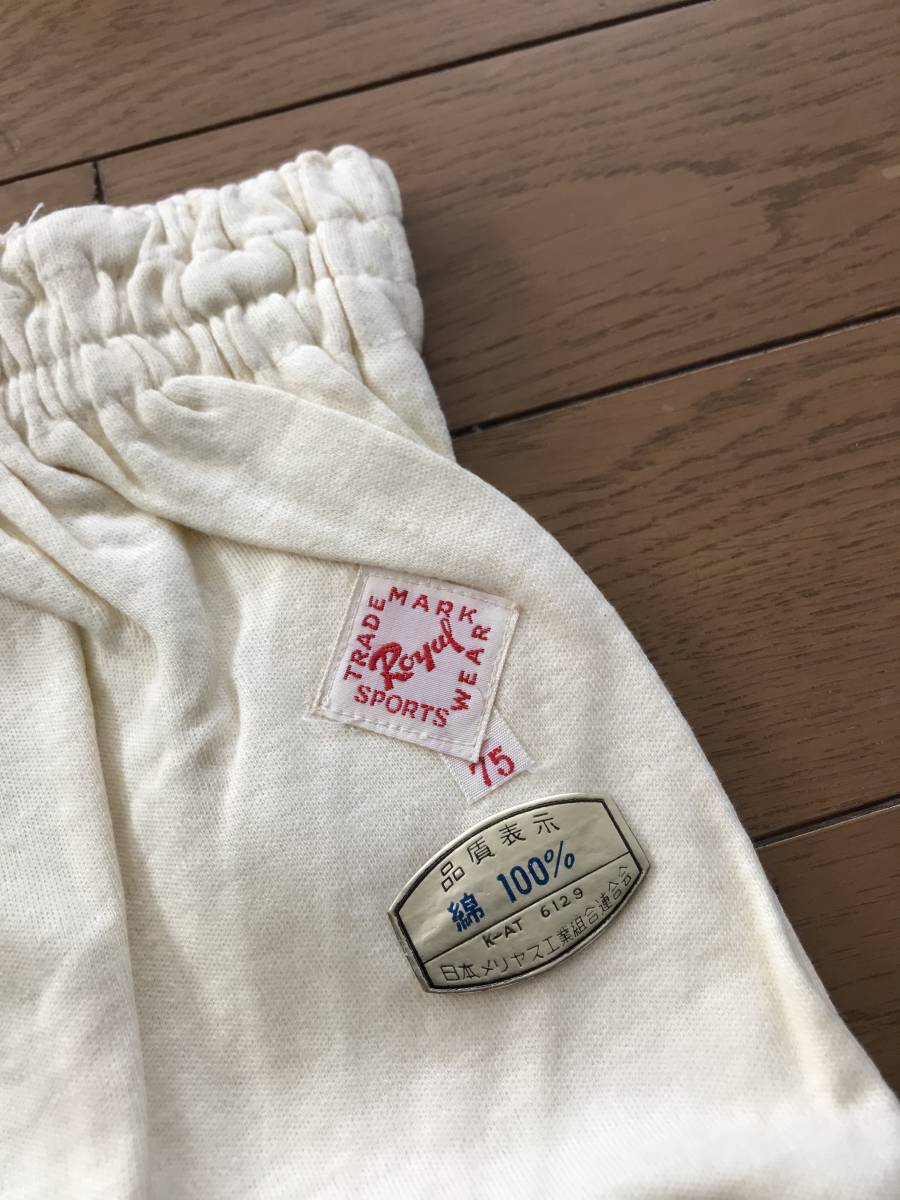 TRADE MARK
Royal
SPORTS WEAR
75
品質表示
綿 100%
K-AT 6129
日本メリヤス工業組合連合会